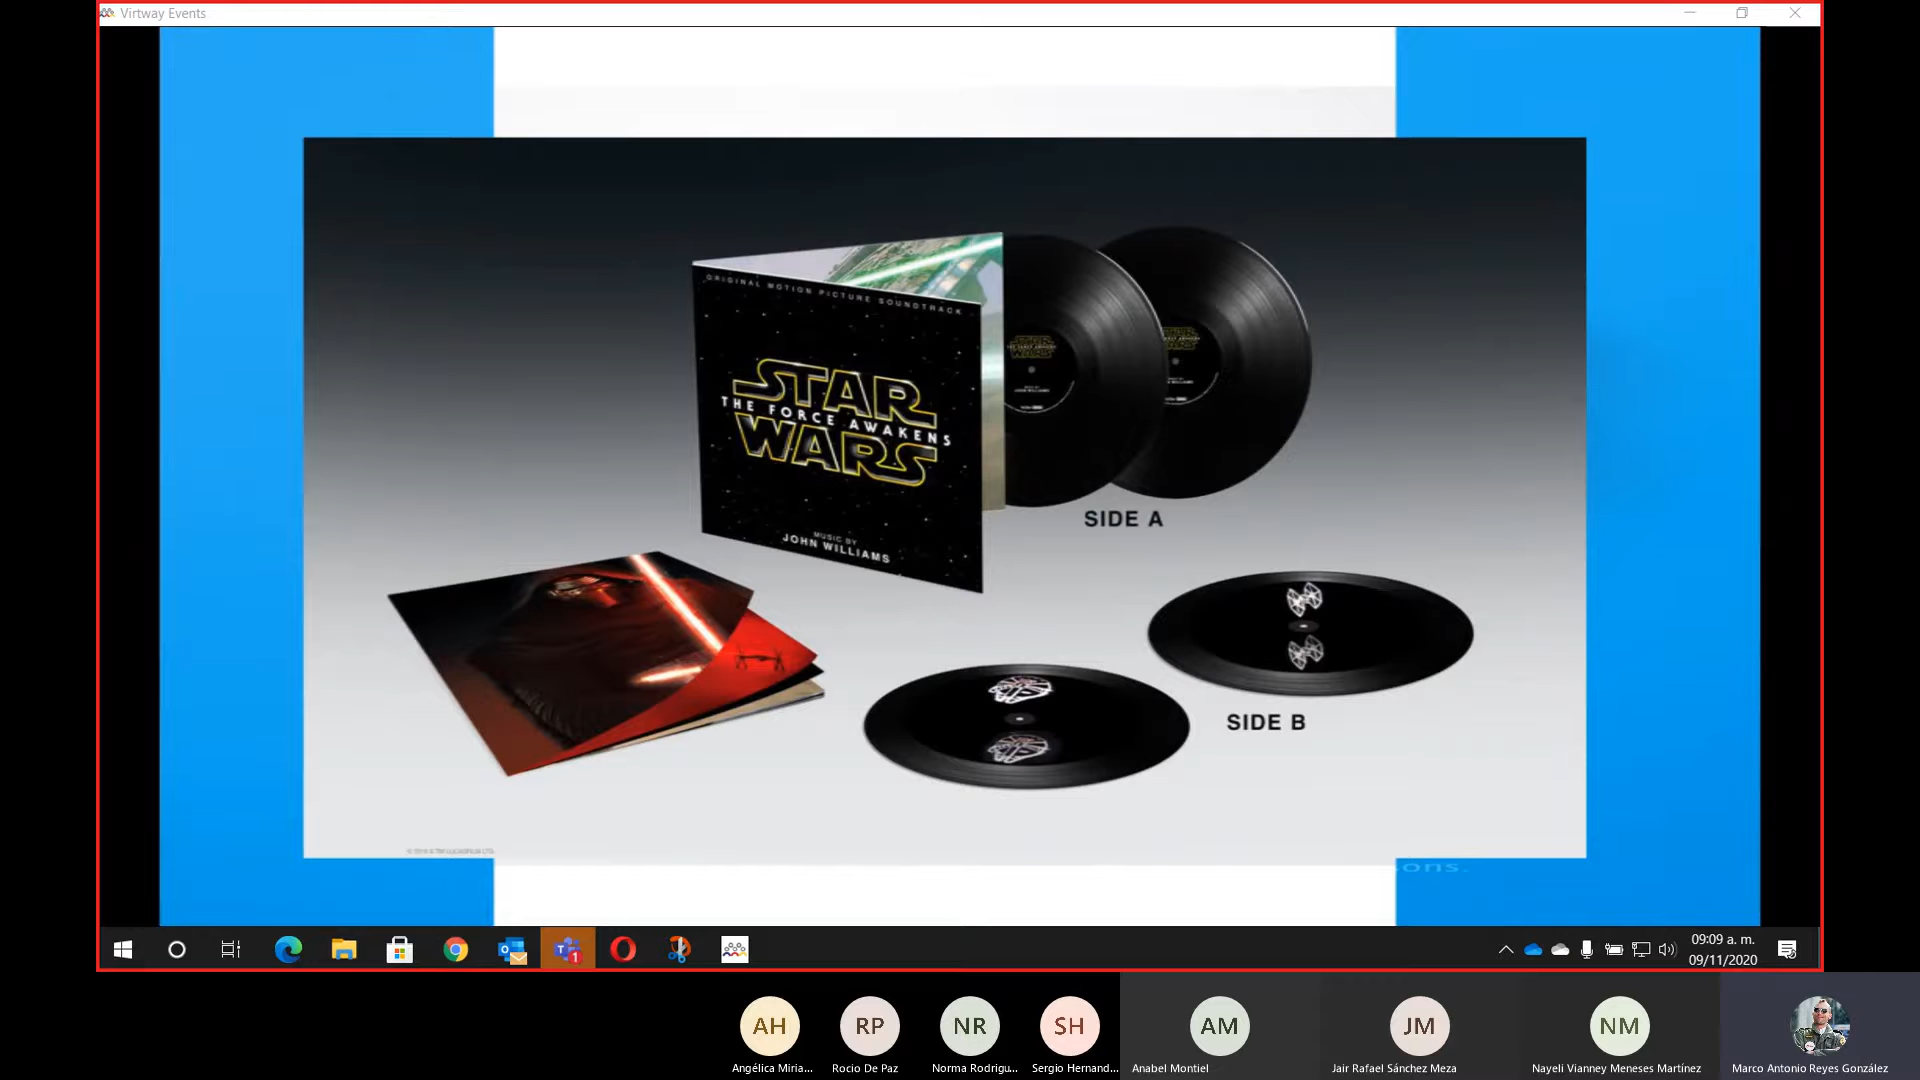 Virtway Events
ORIGINAL MOTION PICTURE SOUNDTRACK
STAR
THE FORCE AWAKENS
WARS
MUSIC BY
JOHN WILLIAMS
SIDE A
SIDE B
ons.
1
09:09 a. m.
09/11/2020
AH
RP
NR
SH
AM
JM
NM
Angélica Miria...
Rocio De Paz
Norma Rodrigu...
Sergio Hernand...
Anabel Montiel
Jair Rafael Sánchez Meza
Nayeli Vianney Meneses Martínez
Marco Antonio Reyes González